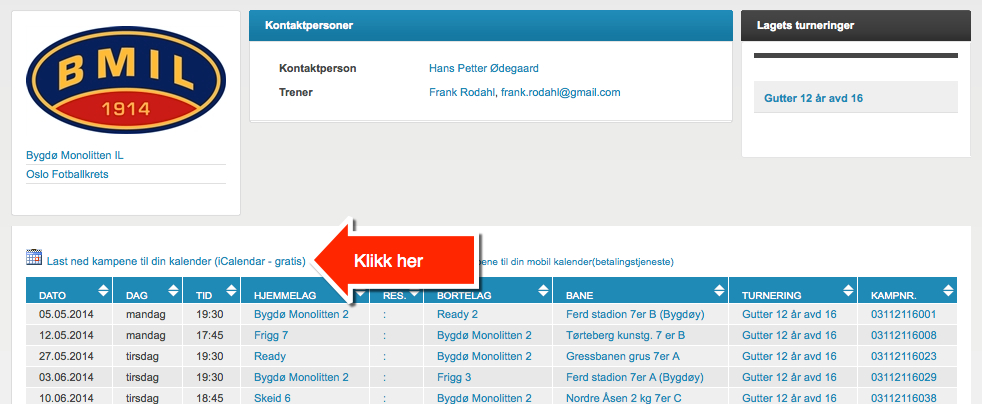 BMIL
1914
Bygdø Monolitten IL
Oslo Fotballkrets
Kontaktpersoner
Kontaktperson Hans Petter Ødegaard
Trener Frank Rodahl, frank.rodahl@gmail.com
Lagets turneringer
Gutter 12 år avd 16
Last ned kampene til din kalender (iCalendar - gratis) Klikk her til din mobil kalender(betalingstjeneste)
DATO DAG TID HJEMMELAG RES. BORTELAG BANE TURNERING KAMPNR.
05.05.2014 mandag 19:30 Bygdø Monolitten 2 : Ready 2 Ferd stadion 7er B (Bygdøy) Gutter 12 år avd 16 03112116001
12.05.2014 mandag 17:45 Frigg 7 : Bygdø Monolitten 2 Tørteberg kunstg. 7 er B Gutter 12 år avd 16 03112116008
27.05.2014 tirsdag 19:30 Ready : Bygdø Monolitten 2 Gressbanen grus 7er A Gutter 12 år avd 16 03112116023
03.06.2014 tirsdag 19:30 Bygdø Monolitten 2 : Frigg 3 Ferd stadion 7er A (Bygdøy) Gutter 12 år avd 16 03112116029
10.06.2014 tirsdag 18:45 Skeid 6 : Bygdø Monolitten 2 Nordre Åsen 2 kg 7er C Gutter 12 år avd 16 03112116038